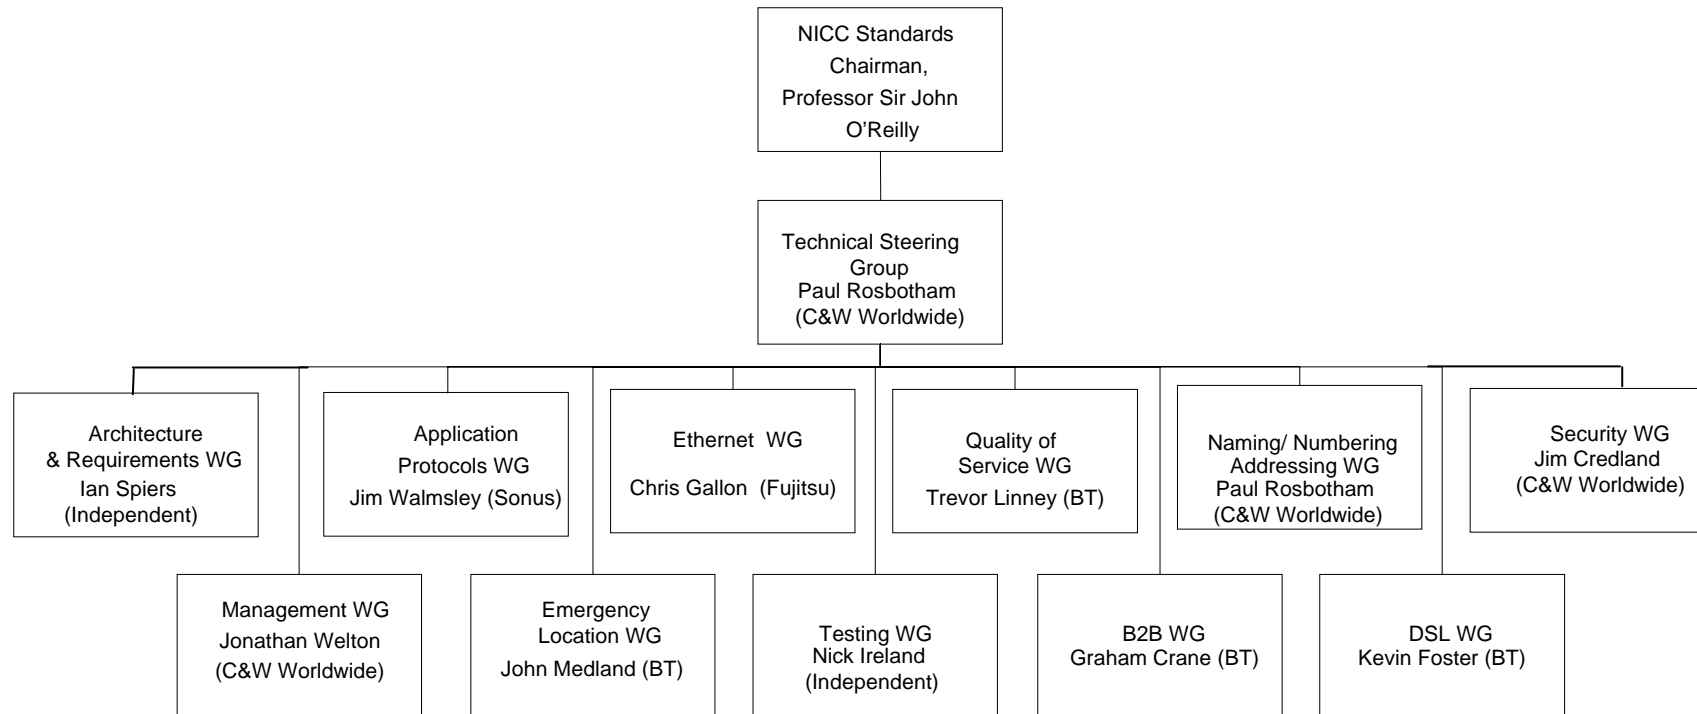 NICC Standards
Chairman,
Professor Sir John
O’Reilly
Technical Steering
Group
Paul Rosbotham
(C&W Worldwide)
Architecture
& Requirements WG
Ian Spiers
(Independent)
Application
Protocols WG
Jim Walmsley (Sonus)
Ethernet WG
Chris Gallon (Fujitsu)
Quality of
Service WG
Trevor Linney (BT)
Naming/ Numbering
Addressing WG
Paul Rosbotham
(C&W Worldwide)
Security WG
Jim Credland
(C&W Worldwide)
Management WG
Jonathan Welton
(C&W Worldwide)
Emergency
Location WG
John Medland (BT)
Testing WG
Nick Ireland
(Independent)
B2B WG
Graham Crane (BT)
DSL WG
Kevin Foster (BT)